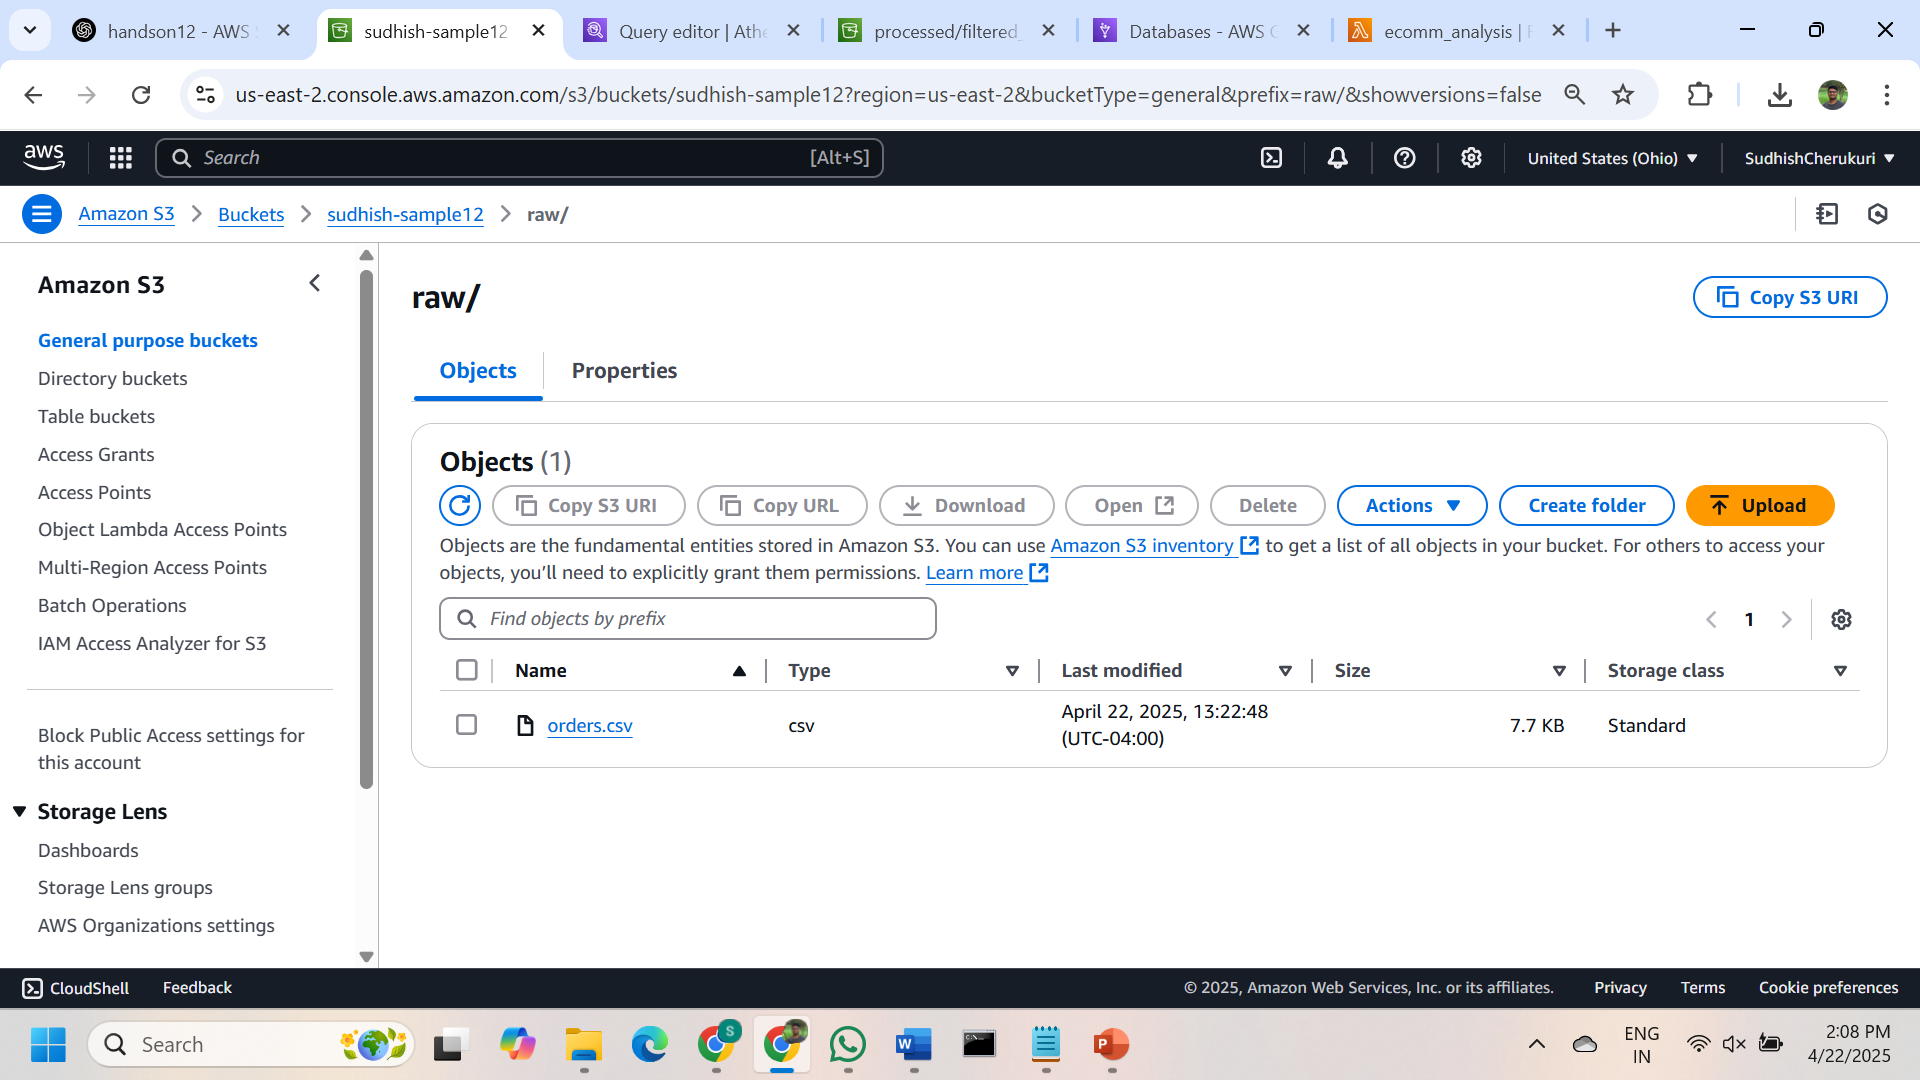 handson12 - AWS
sudhish-sample12
Query editor | Athe
processed/filtered_
Databases - AWS G
ecomm_analysis | F
us-east-2.console.aws.amazon.com/s3/buckets/sudhish-sample12?region=us-east-2&bucketType=general&prefix=raw/&showversions=false
aws
Search
[Alt+S]
United States (Ohio)
SudhishCherukuri
Amazon S3
Buckets
sudhish-sample12
raw/
Amazon S3
General purpose buckets
Directory buckets
Table buckets
Access Grants
Access Points
Object Lambda Access Points
Multi-Region Access Points
Batch Operations
IAM Access Analyzer for S3
Block Public Access settings for
this account
Storage Lens
Dashboards
Storage Lens groups
AWS Organizations settings
raw/
Copy S3 URI
Objects
Properties
Objects (1)
Copy S3 URI
Copy URL
Download
Open
Delete
Actions
Create folder
Upload
Objects are the fundamental entities stored in Amazon S3. You can use Amazon S3 inventory to get a list of all objects in your bucket. For others to access your
objects, you’ll need to explicitly grant them permissions. Learn more
Find objects by prefix
1
Name
Type
Last modified
Size
Storage class
orders.csv
csv
April 22, 2025, 13:22:48
(UTC-04:00)
7.7 KB
Standard
CloudShell
Feedback
© 2025, Amazon Web Services, Inc. or its affiliates.
Privacy
Terms
Cookie preferences
Search
S
W
P
ENG
IN
2:08 PM
4/22/2025